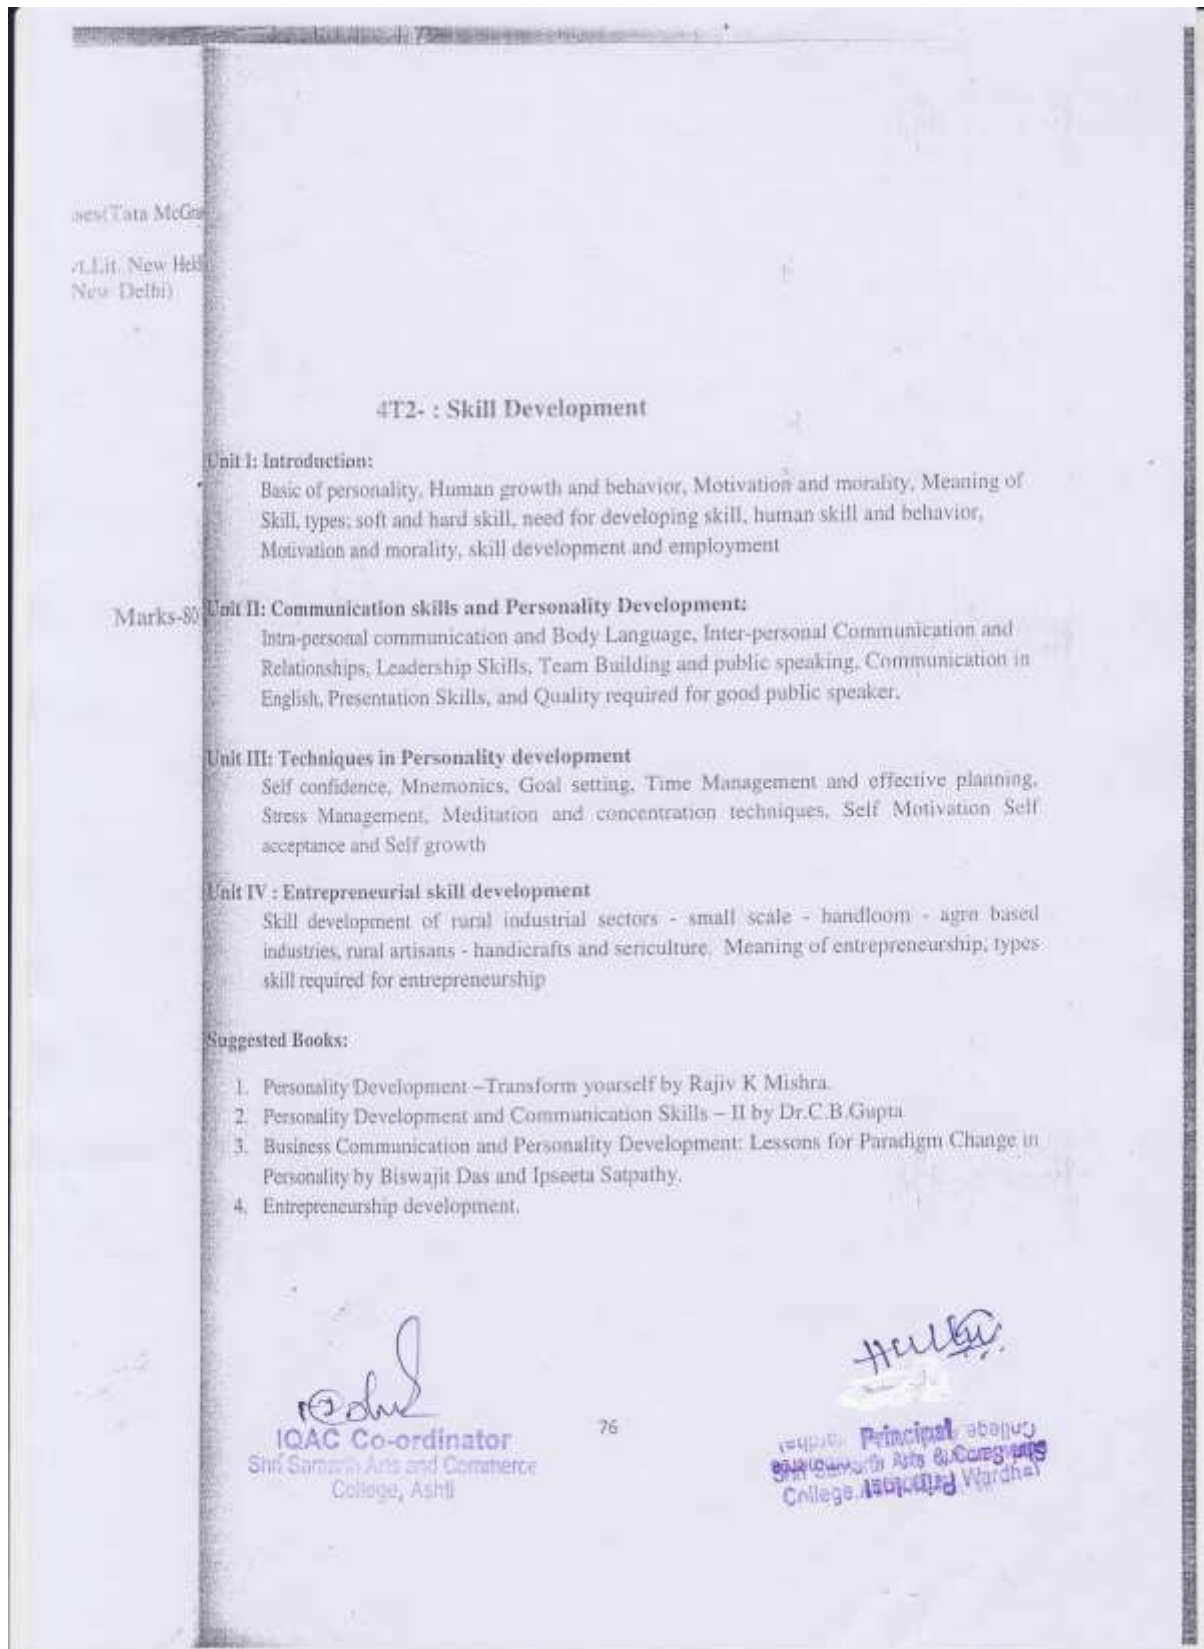 ses(Tata McGra
t.Lit. New Held
New Delhi)
4T2- : Skill Development
Unit I: Introduction:
Basic of personality, Human growth and behavior, Motivation and morality, Meaning of
Skill, types; soft and hard skill, need for developing skill, human skill and behavior,
Motivation and morality, skill development and employment
Marks-80
Unit II: Communication skills and Personality Development:
Intra-personal communication and Body Language, Inter-personal Communication and
Relationships, Leadership Skills, Team Building and public speaking, Communication in
English, Presentation Skills, and Quality required for good public speaker.
Unit III: Techniques in Personality development
Self confidence, Mnemonics, Goal setting, Time Management and effective planning,
Stress Management, Meditation and concentration techniques, Self Motivation Self
acceptance and Self growth
Unit IV : Entrepreneurial skill development
Skill development of rural industrial sectors - small scale - handloom - agro based
industries, rural artisans - handicrafts and sericulture. Meaning of entrepreneurship, types
skill required for entrepreneurship
Suggested Books:
1. Personality Development –Transform yourself by Rajiv K Mishra.
2. Personality Development and Communication Skills – II by Dr.C.B.Gupta
3. Business Communication and Personality Development: Lessons for Paradigm Change in
Personality by Biswajit Das and Ipseeta Satpathy.
4. Entrepreneurship development.
IQAC Co-ordinator
Shri Samarth Arts and Commerce
College, Ashti
76
Principal
Shri Samarth Arts &
College, Wardha